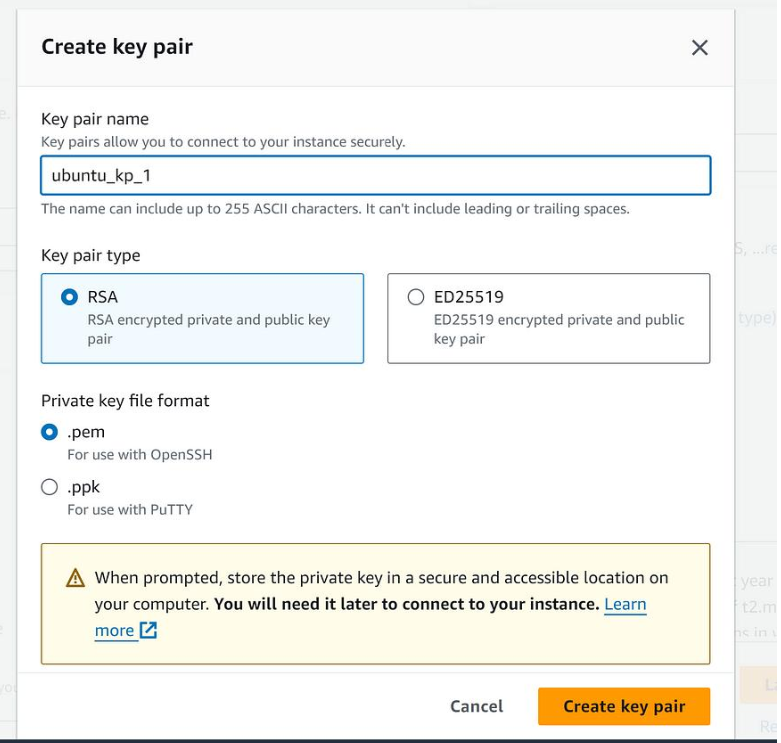 Create key pair
Key pair name
Key pairs allow you to connect to your instance securely.
ubuntu_kp_1
The name can include up to 255 ASCII characters. It can't include leading or trailing spaces.
Key pair type
RSA
RSA encrypted private and public key
pair
ED25519
ED25519 encrypted private and public
key pair
Private key file format
.pem
For use with OpenSSH
.ppk
For use with PuTTY
When prompted, store the private key in a secure and accessible location on
your computer. You will need it later to connect to your instance. Learn
more
Cancel
Create key pair
type)
year
t2.m